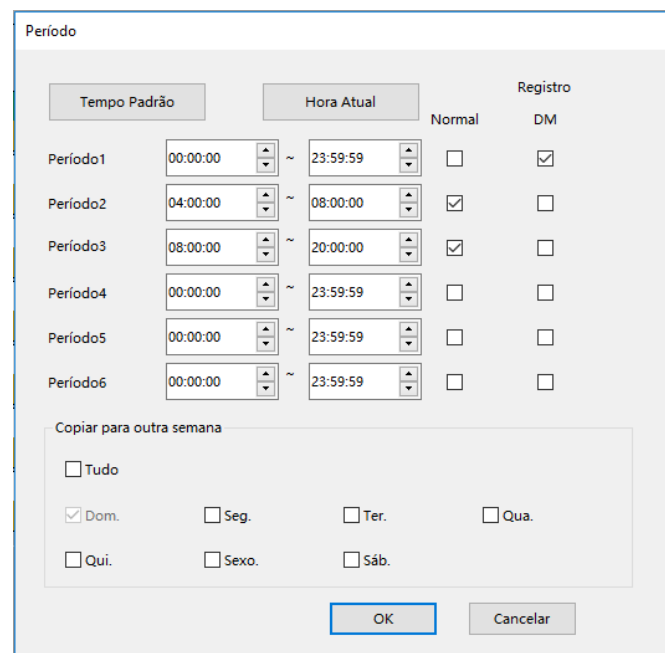 Período
Registro
Tempo Padrão Hora Atual
Normal DM
Período1 00:00:00 ~ 23:59:59
Período2 04:00:00 ~ 08:00:00
Período3 08:00:00 ~ 20:00:00
Período4 00:00:00 ~ 23:59:59
Período5 00:00:00 ~ 23:59:59
Período6 00:00:00 ~ 23:59:59
Copiar para outra semana
Tudo
Dom. Seg. Ter. Qua.
Qui. Sexo. Sáb.
OK Cancelar